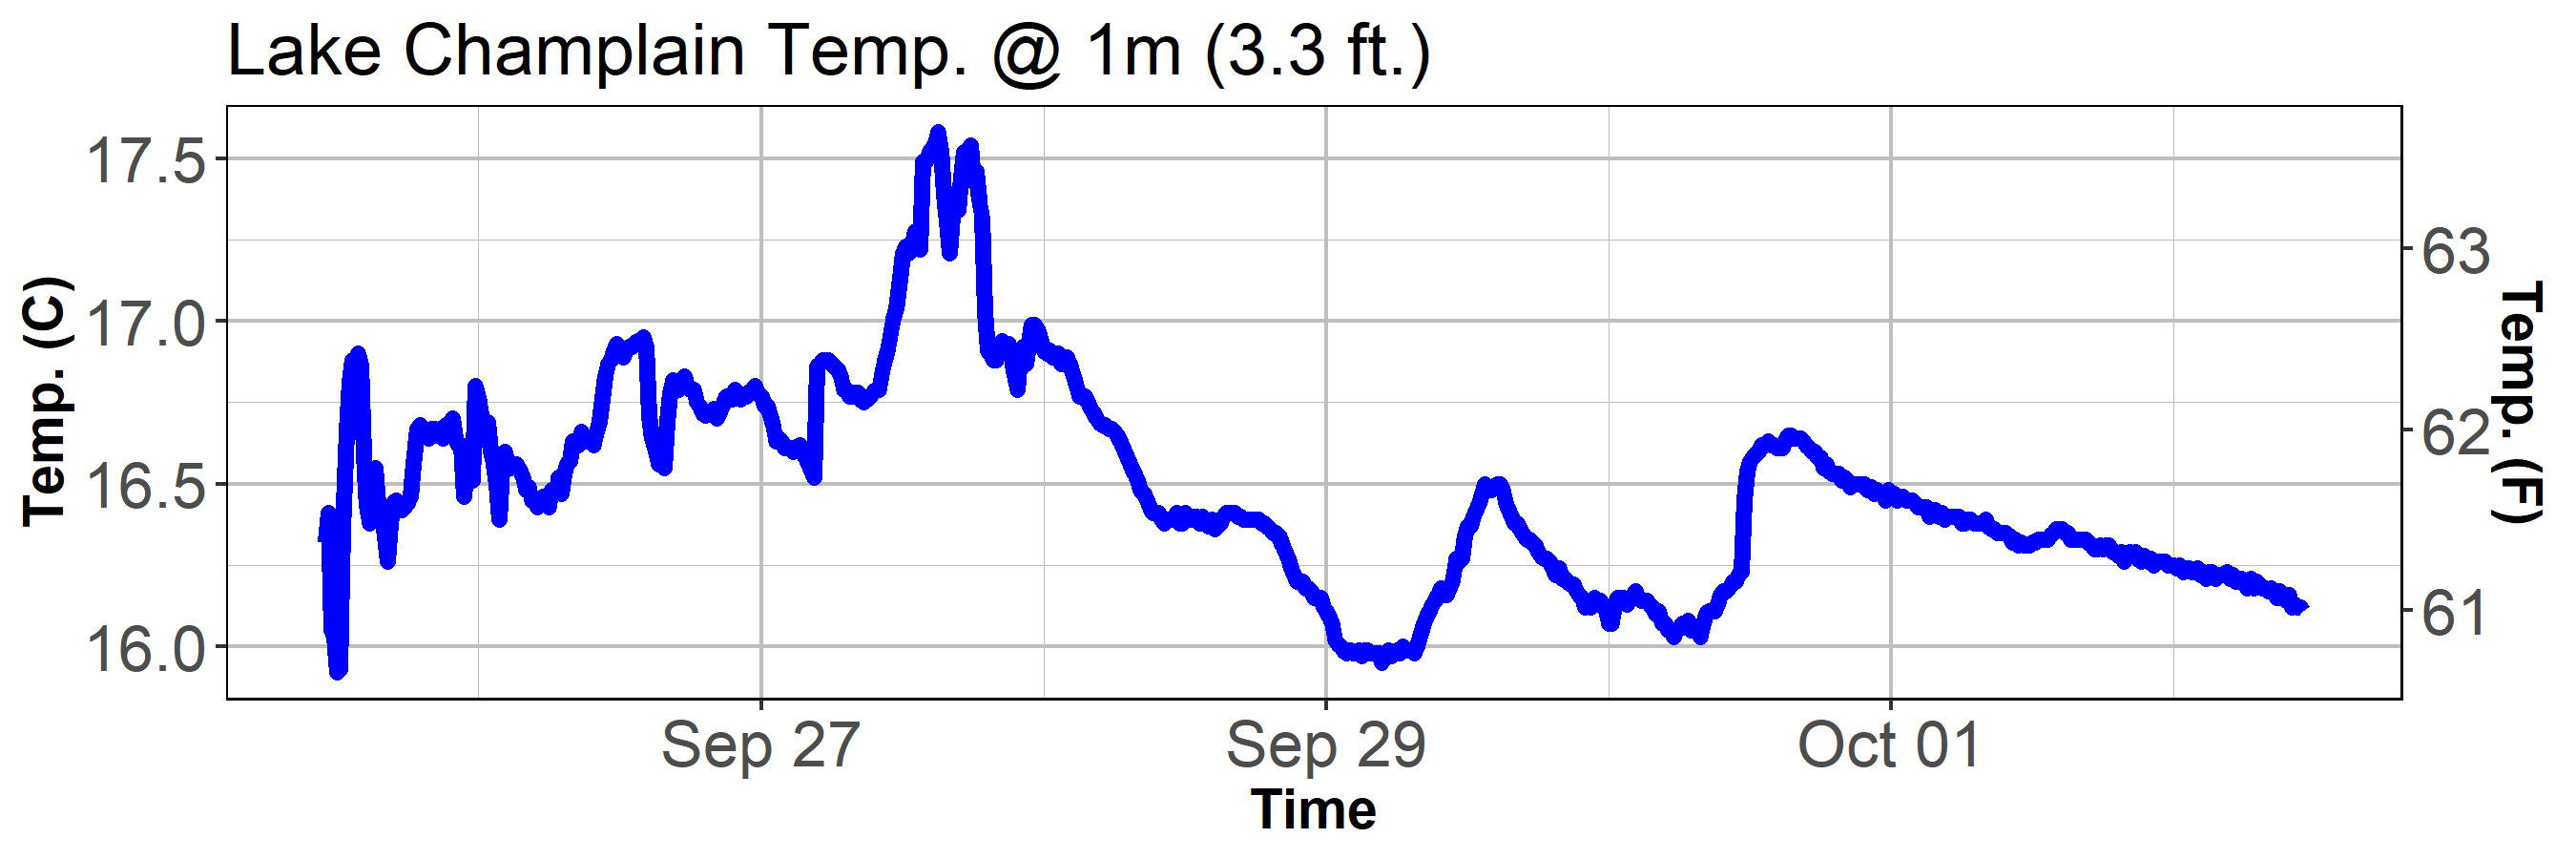 Lake Champlain Temp. @ 1m (3.3 ft.)
17.5
17.0
16.5
16.0
Temp. (C)
63
62
61
Temp. (F)
Sep 27
Sep 29
Oct 01
Time